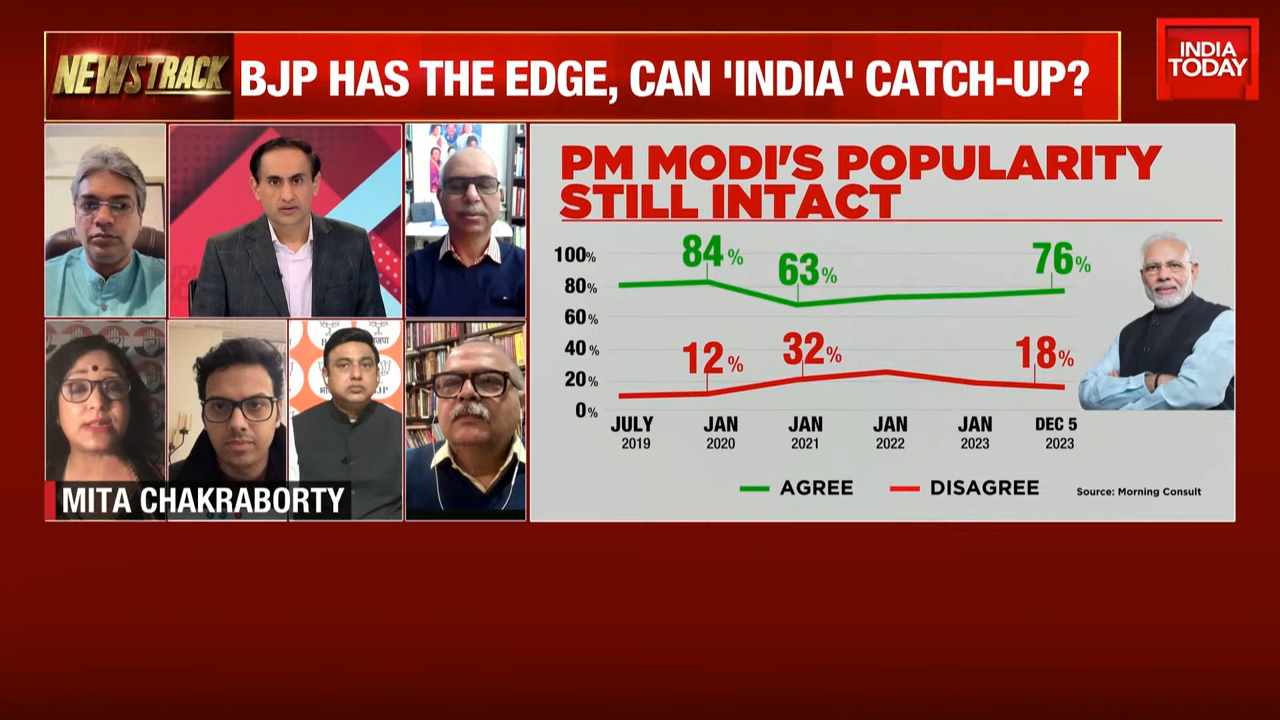 NEWSTRACK
BJP HAS THE EDGE, CAN 'INDIA' CATCH-UP?
INDIA
TODAY
PM MODI'S POPULARITY
STILL INTACT
84%
63%
76%
12%
32%
18%
100%
80%
60%
40%
20%
0%
JULY
2019
JAN
2020
JAN
2021
JAN
2022
JAN
2023
DEC 5
2023
AGREE
DISAGREE
Source: Morning Consult
MITA CHAKRABORTY